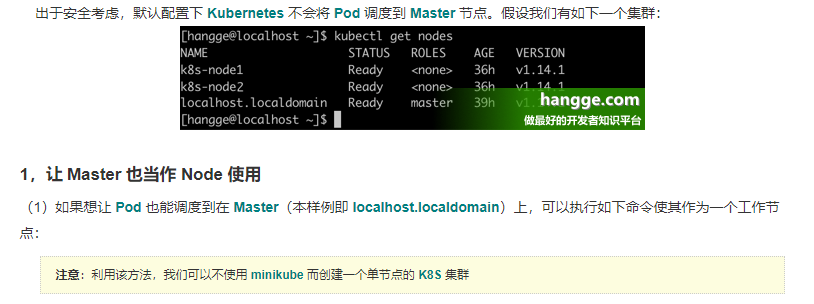 出于安全考虑，默认配置下 Kubernetes 不会将 Pod 调度到 Master 节点。假设我们有如下一个集群：
[hangge@localhost ~]$ kubectl get nodes
NAME STATUS ROLES AGE VERSION
k8s-node1 Ready <none> 36h v1.14.1
k8s-node2 Ready <none> 36h v1.14.1
localhost.localdomain Ready master 39h
hangge.com
[hangge@localhost ~]$
做最好的开发者知识平台
1，让 Master 也当作 Node 使用
（1）如果想让 Pod 也能调度到在 Master（本样例即 localhost.localdomain）上，可以执行如下命令使其作为一个工作节
点：
注意：利用该方法，我们可以不使用 minikube 而创建一个单节点的 K8S 集群